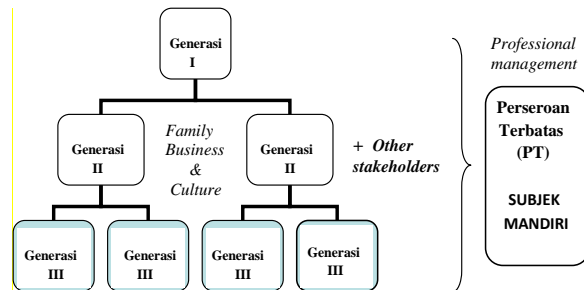 Generasi
I
Professional
management
Generasi
II
Family
Business
&
Culture
Generasi
II
+ Other
stakeholders
Perseroan
Terbatas
(PT)
SUBJEK
MANDIRI
Generasi
III
Generasi
III
Generasi
III
Generasi
III